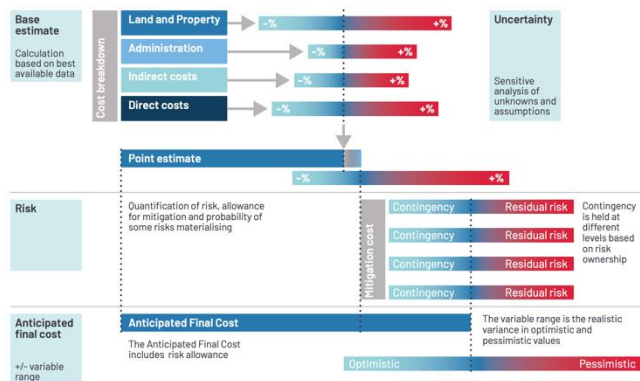 Base
estimate
Calculation
based on best
available data
Cost breakdown
Land and Property
-% +%
Administration
-% +%
Indirect costs
-% +%
Direct costs
-% +%
Uncertainty
Sensitive
analysis of
unknowns and
assumptions
Point estimate
-% +%
Risk
Quantification of risk, allowance
for mitigation and probability of
some risks materialising
Mitigation cost
Contingency Residual risk
Contingency Residual risk
Contingency Residual risk
Contingency Residual risk
Contingency
is held at
different
levels based
on risk
ownership
Anticipated
final cost
+/- variable
range
Anticipated Final Cost
The Anticipated Final Cost
includes risk allowance
The variable range is the realistic
variance in optimistic and
pessimistic values
Optimistic Pessimistic